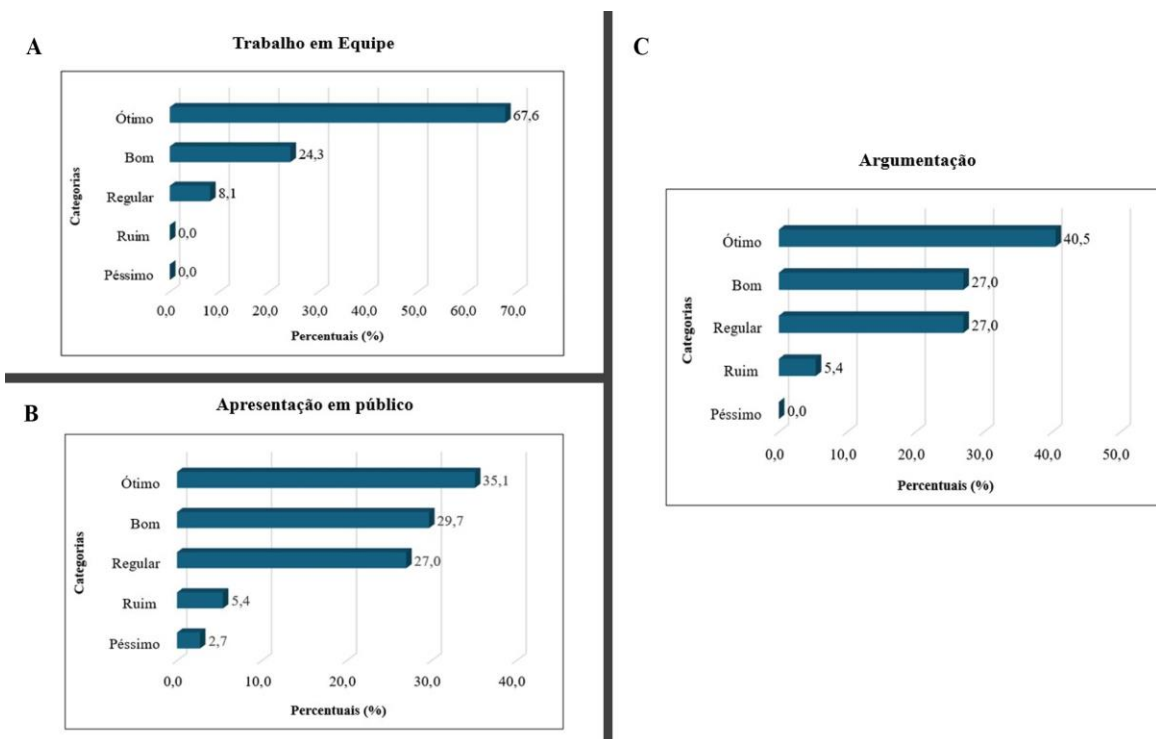 A
Trabalho em Equipe
Categorias
Ótimo
67,6
Bom
24,3
Regular
8,1
Ruim
0,0
Péssimo
0,0
0,0 10,0 20,0 30,0 40,0 50,0 60,0 70,0
Percentuais (%)
B
Apresentação em público
Categorias
Ótimo
35,1
Bom
29,7
Regular
27,0
Ruim
5,4
Péssimo
2,7
0,0 10,0 20,0 30,0 40,0
Percentuais (%)
C
Argumentação
Categorias
Ótimo
40,5
Bom
27,0
Regular
27,0
Ruim
5,4
Péssimo
0,0
0,0 10,0 20,0 30,0 40,0 50,0
Percentuais (%)